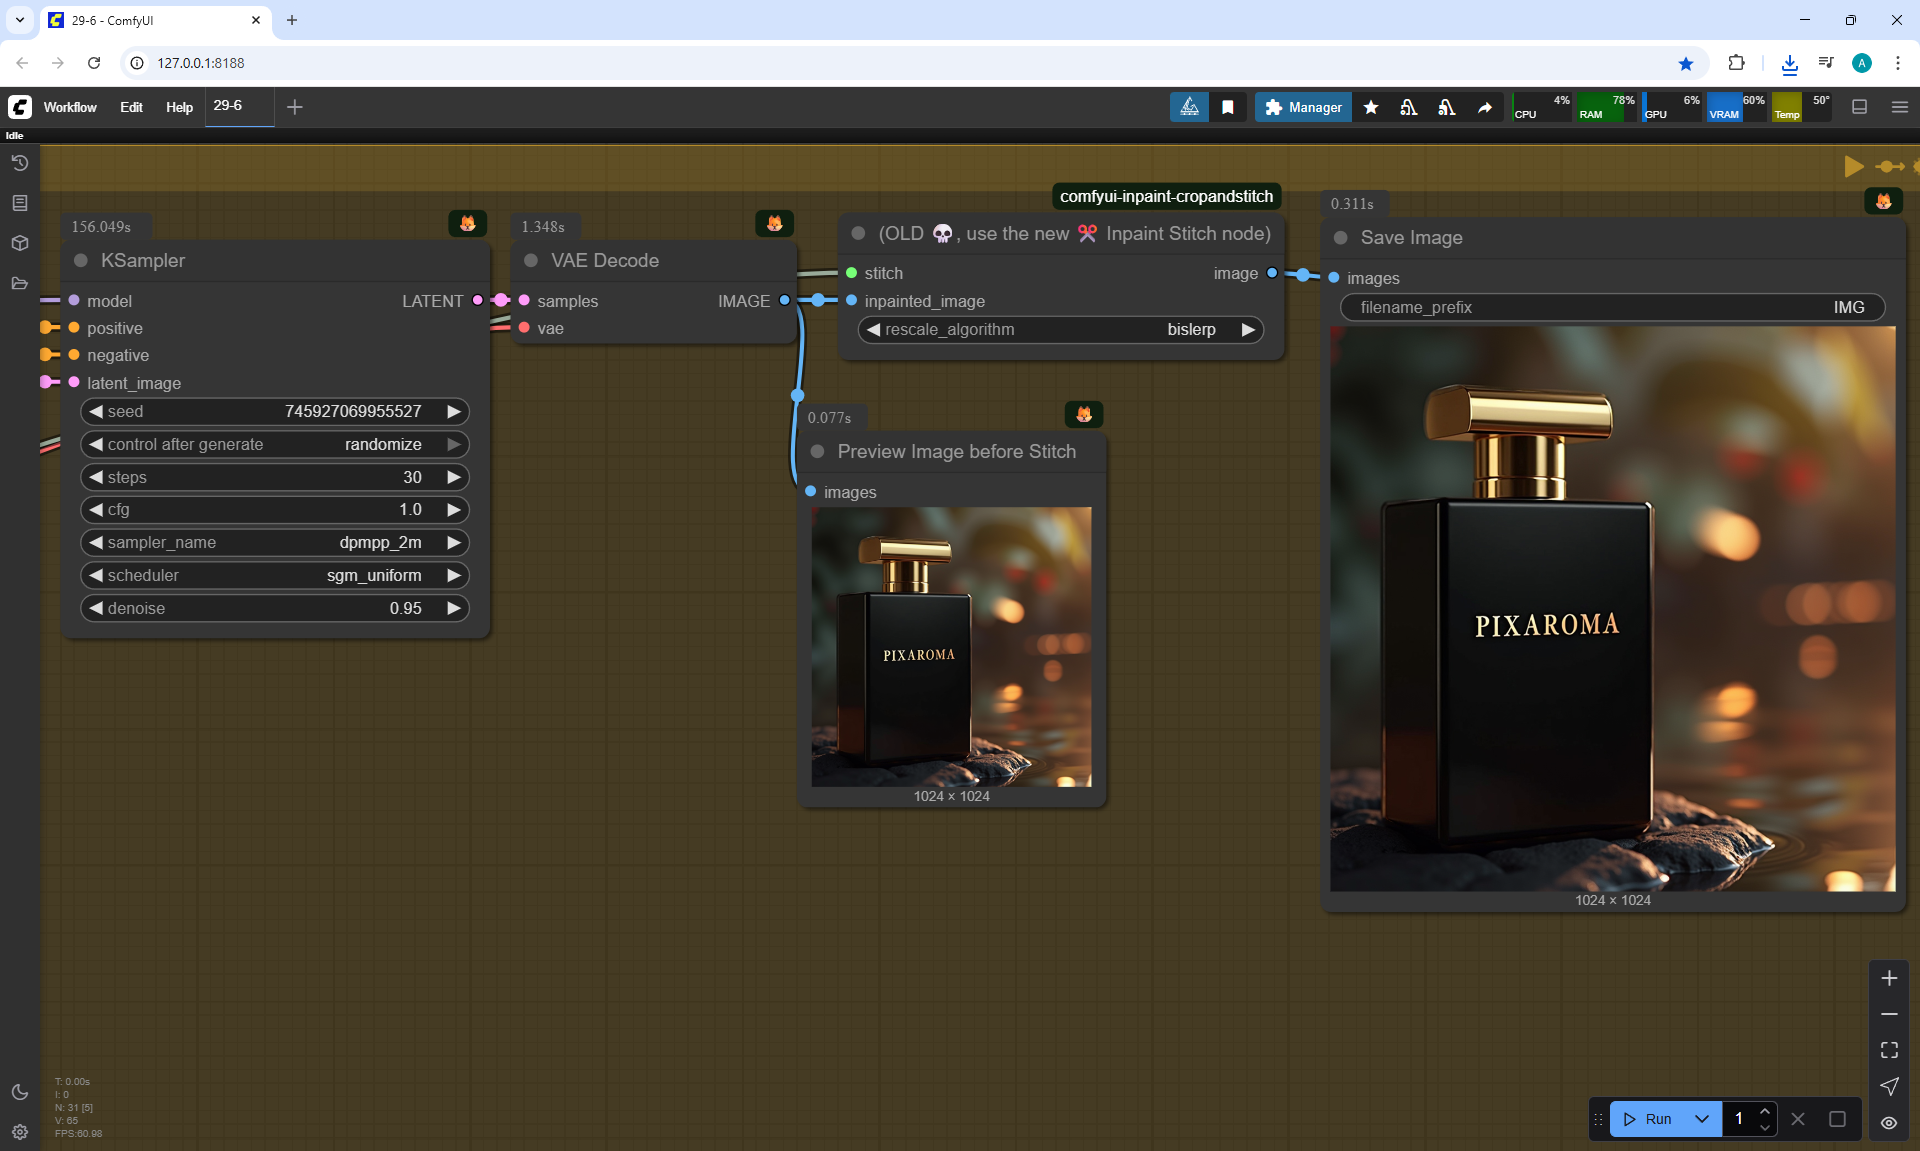 29-6 - ComfyUI
127.0.0.1:8188
Workflow Edit Help 29-6
Manager
CPU 4% RAM 78% GPU 6% VRAM 60% Temp 50°
Idle
comfyui-inpaint-cropandstitch
156.049s
KSampler
model LATENT
positive
negative
latent_image
seed 745927069955527
control after generate randomize
steps 30
cfg 1.0
sampler_name dpmpp_2m
scheduler sgm_uniform
denoise 0.95
1.348s
VAE Decode
samples IMAGE
vae
(OLD 💀, use the new ✂️ Inpaint Stitch node)
stitch image
inpainted_image
rescale_algorithm bislerp
0.077s
Preview Image before Stitch
images
PIXAROMA
1024 × 1024
0.311s
Save Image
images
filename_prefix IMG
PIXAROMA
1024 × 1024
T: 0.00s
I: 0
N: 31 [5]
V: 65
FPS:60.98
Run 1
A